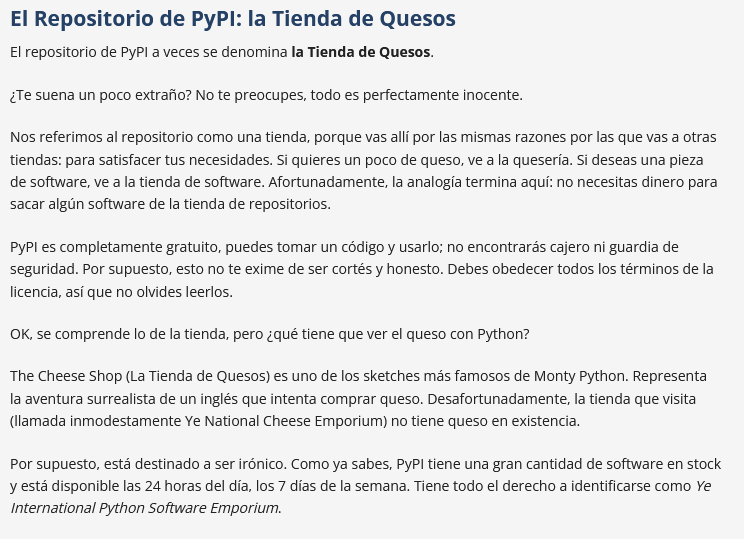 El Repositorio de PyPI: la Tienda de Quesos
El repositorio de PyPI a veces se denomina la Tienda de Quesos.
¿Te suena un poco extraño? No te preocupes, todo es perfectamente inocente.
Nos referimos al repositorio como una tienda, porque vas allí por las mismas razones por las que vas a otras
tiendas: para satisfacer tus necesidades. Si quieres un poco de queso, ve a la quesería. Si deseas una pieza
de software, ve a la tienda de software. Afortunadamente, la analogía termina aquí: no necesitas dinero para
sacar algún software de la tienda de repositorios.
PyPI es completamente gratuito, puedes tomar un código y usarlo; no encontrarás cajero ni guardia de
seguridad. Por supuesto, esto no te exime de ser cortés y honesto. Debes obedecer todos los términos de la
licencia, así que no olvides leerlos.
OK, se comprende lo de la tienda, pero ¿qué tiene que ver el queso con Python?
The Cheese Shop (La Tienda de Quesos) es uno de los sketches más famosos de Monty Python. Representa
la aventura surrealista de un inglés que intenta comprar queso. Desafortunadamente, la tienda que visita
(llamada inmodestamente Ye National Cheese Emporium) no tiene queso en existencia.
Por supuesto, está destinado a ser irónico. Como ya sabes, PyPI tiene una gran cantidad de software en stock
y está disponible las 24 horas del día, los 7 días de la semana. Tiene todo el derecho a identificarse como Ye
International Python Software Emporium.